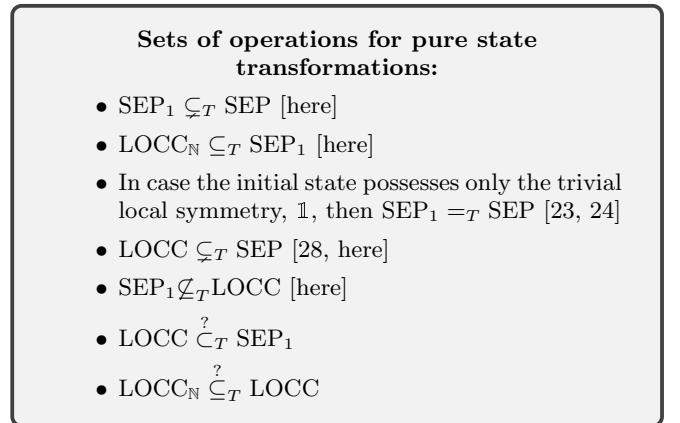 Sets of operations for pure state
transformations:
• SEP₁ ⊊_T SEP [here]
• LOCC_ℕ ⊆_T SEP₁ [here]
• In case the initial state possesses only the trivial
local symmetry, 𝟙, then SEP₁ =_T SEP [23, 24]
• LOCC ⊊_T SEP [28, here]
• SEP₁⊈_T LOCC [here]
• LOCC ⊂^?_T SEP₁
• LOCC_ℕ ⊆^?_T LOCC